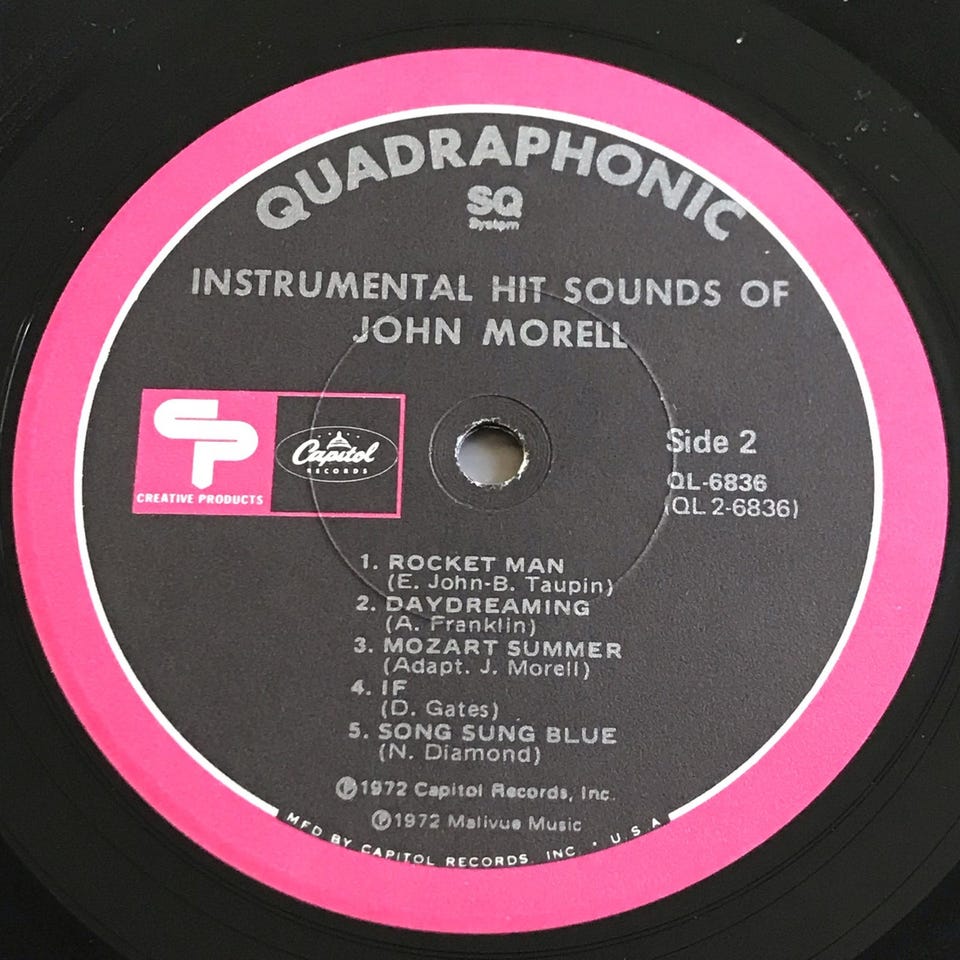 QUADRAPHONIC
SQ
System
INSTRUMENTAL HIT SOUNDS OF
JOHN MORELL
CP
CREATIVE PRODUCTS
Capitol
RECORDS
Side 2
QL-6836
(QL 2-6836)
1. ROCKET MAN
(E. John-B. Taupin)
2. DAYDREAMING
(A. Franklin)
3. MOZART SUMMER
(Adapt. J. Morell)
4. IF
(D. Gates)
5. SONG SUNG BLUE
(N. Diamond)
℗1972 Capitol Records, Inc.
℗1972 Malivue Music
MFD BY CAPITOL RECORDS, INC. • U.S.A.